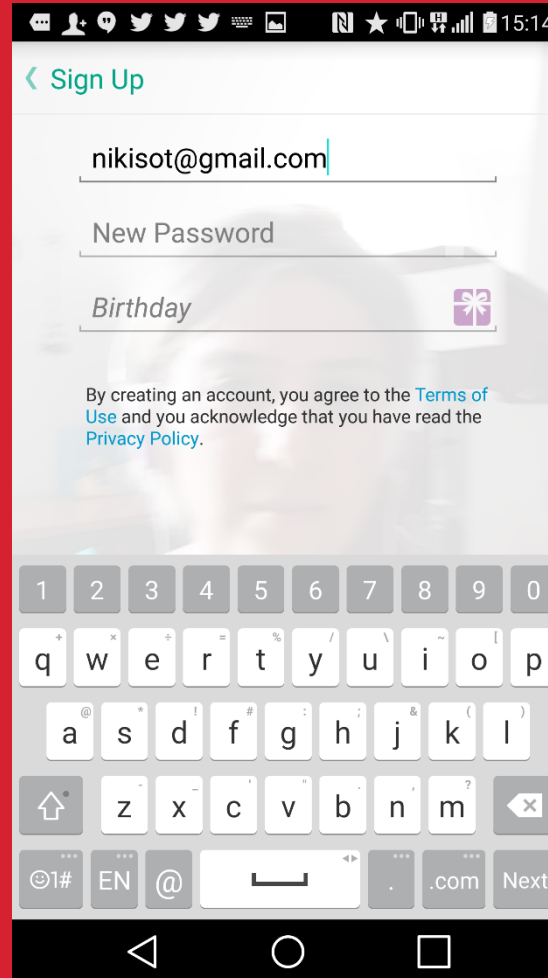 15:14
Sign Up
nikisot@gmail.com
New Password
Birthday
By creating an account, you agree to the Terms of
Use and you acknowledge that you have read the
Privacy Policy.
1 2 3 4 5 6 7 8 9 0
+ × ÷ = % / \ ~ [
q w e r t y u i o p
@ * ! # : ; & ( )
a s d f g h j k l
- _ ' " . , ?
z x c v b n m
☺1# EN @ . .com Next